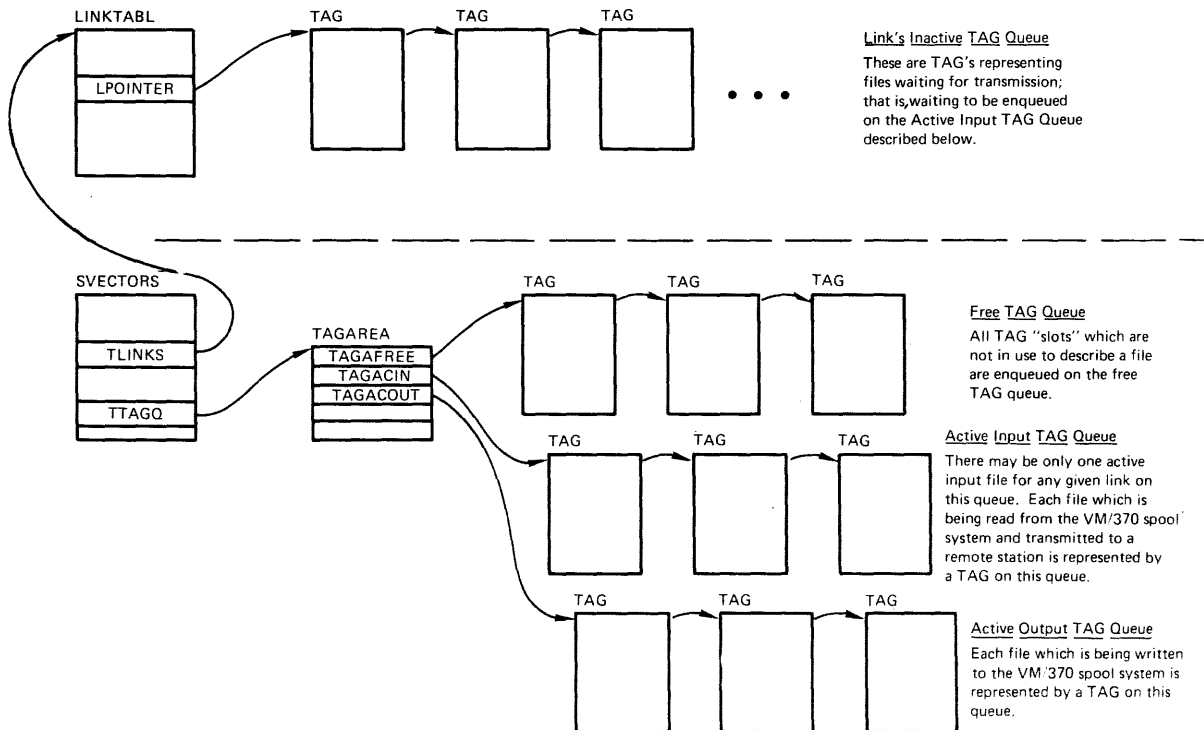 LINKTABL
TAG
TAG
TAG
LPOINTER
Link's Inactive TAG Queue
These are TAG's representing
files waiting for transmission;
that is,waiting to be enqueued
on the Active Input TAG Queue
described below.
SVECTORS
TLINKS
TTAGQ
TAGAREA
TAGAFREE
TAGACIN
TAGACOUT
TAG
TAG
TAG
Free TAG Queue
All TAG "slots" which are
not in use to describe a file
are enqueued on the free
TAG queue.
TAG
TAG
TAG
Active Input TAG Queue
There may be only one active
input file for any given link on
this queue. Each file which is
being read from the VM/370 spool
system and transmitted to a
remote station is represented by
a TAG on this queue.
TAG
TAG
TAG
Active Output TAG Queue
Each file which is being written
to the VM/370 spool system is
represented by a TAG on this
queue.